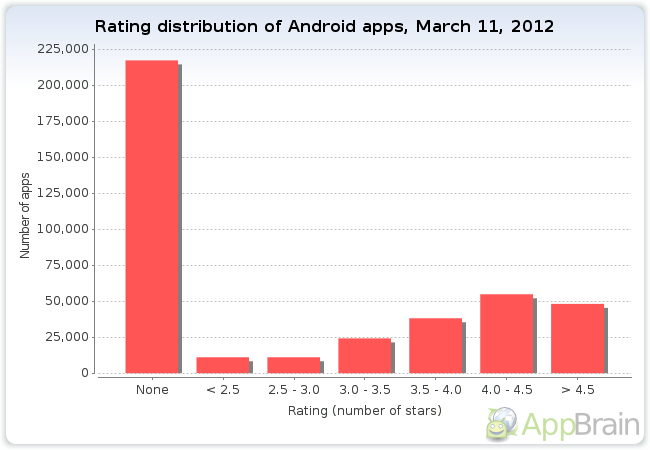 Rating distribution of Android apps, March 11, 2012
Number of apps
225,000
200,000
175,000
150,000
125,000
100,000
75,000
50,000
25,000
0
None < 2.5 2.5 - 3.0 3.0 - 3.5 3.5 - 4.0 4.0 - 4.5 > 4.5
Rating (number of stars)
AppBrain